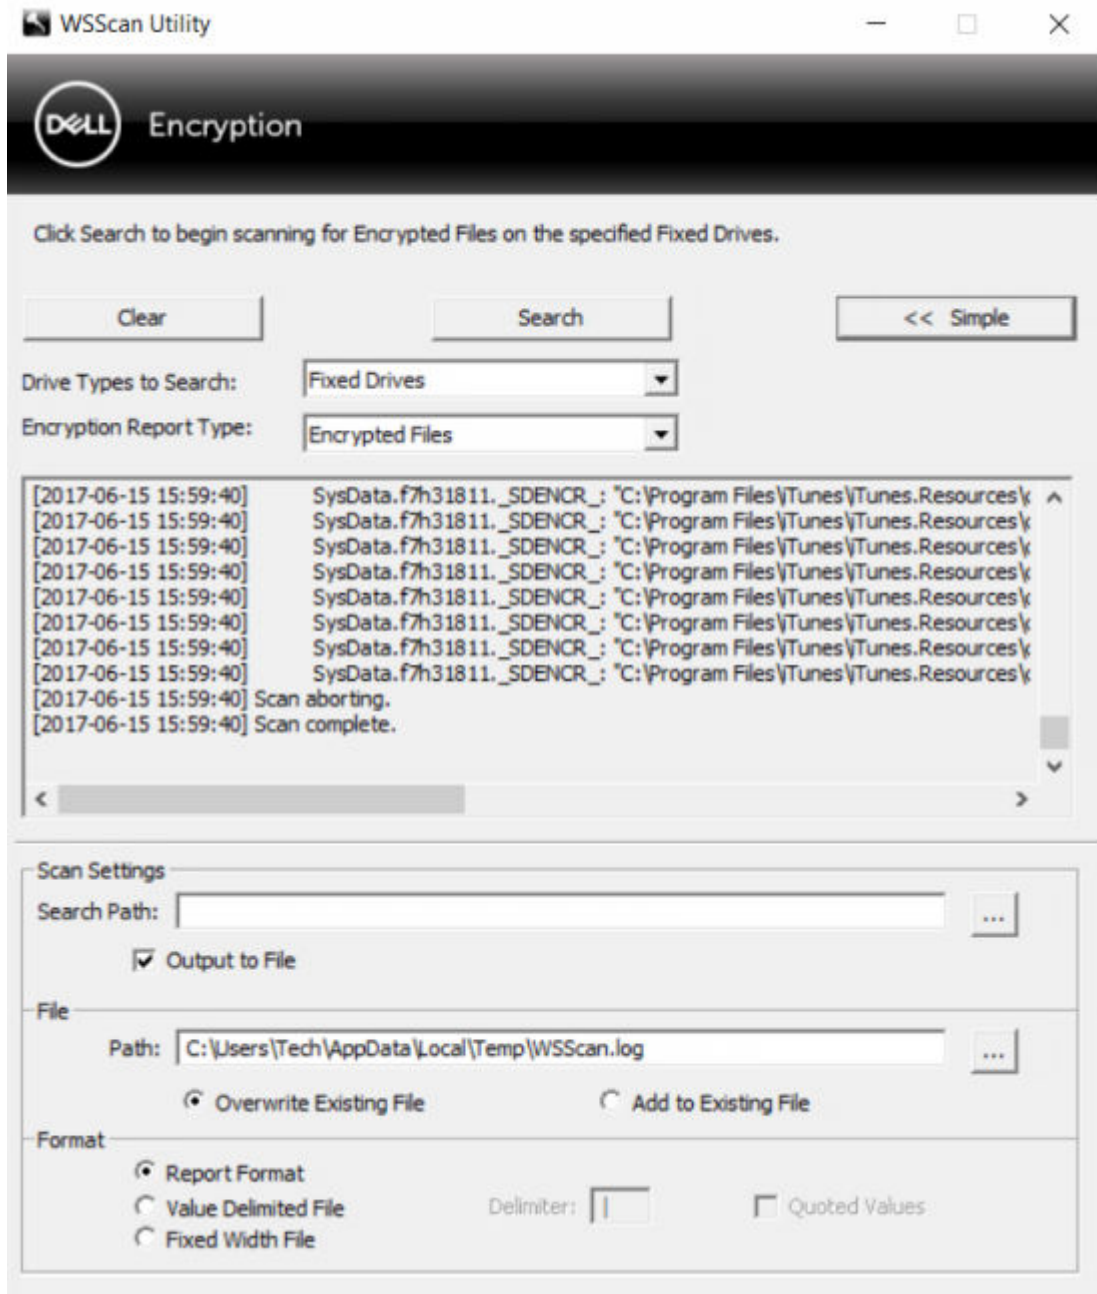 WSScan Utility
DELL Encryption
Click Search to begin scanning for Encrypted Files on the specified Fixed Drives.
Clear Search << Simple
Drive Types to Search: Fixed Drives
Encryption Report Type: Encrypted Files
[2017-06-15 15:59:40] SysData.f7h31811._SDENCR_: "C:\Program Files\iTunes\iTunes.Resources\
[2017-06-15 15:59:40] SysData.f7h31811._SDENCR_: "C:\Program Files\iTunes\iTunes.Resources\
[2017-06-15 15:59:40] SysData.f7h31811._SDENCR_: "C:\Program Files\iTunes\iTunes.Resources\
[2017-06-15 15:59:40] SysData.f7h31811._SDENCR_: "C:\Program Files\iTunes\iTunes.Resources\
[2017-06-15 15:59:40] SysData.f7h31811._SDENCR_: "C:\Program Files\iTunes\iTunes.Resources\
[2017-06-15 15:59:40] SysData.f7h31811._SDENCR_: "C:\Program Files\iTunes\iTunes.Resources\
[2017-06-15 15:59:40] SysData.f7h31811._SDENCR_: "C:\Program Files\iTunes\iTunes.Resources\
[2017-06-15 15:59:40] SysData.f7h31811._SDENCR_: "C:\Program Files\iTunes\iTunes.Resources\
[2017-06-15 15:59:40] Scan aborting.
[2017-06-15 15:59:40] Scan complete.
Scan Settings
Search Path: ...
Output to File
File
Path: C:\Users\Tech\AppData\Local\Temp\WSScan.log ...
Overwrite Existing File Add to Existing File
Format
Report Format
Value Delimited File Delimiter: | Quoted Values
Fixed Width File